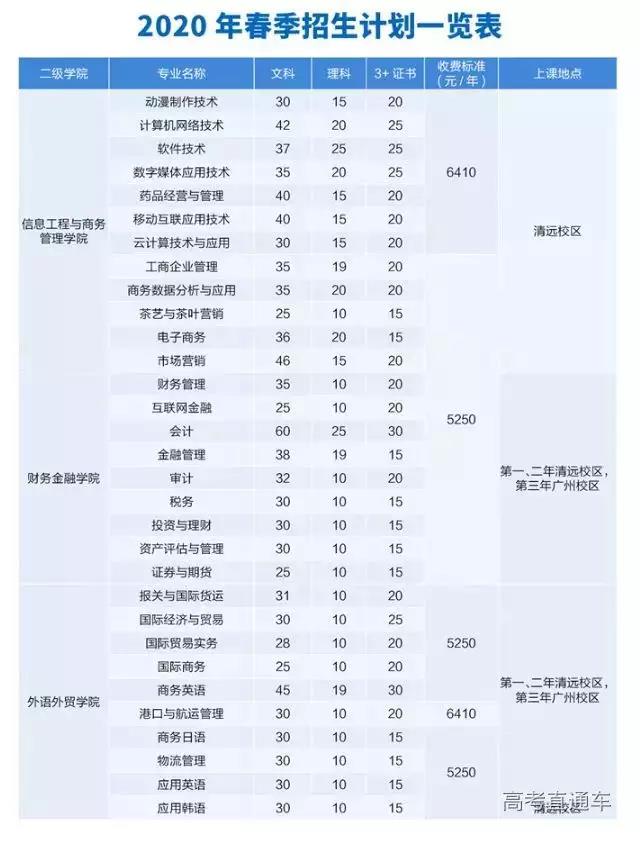 2020 年春季招生计划一览表
二级学院 专业名称 文科 理科 3+ 证书 收费标准 (元 / 年) 上课地点
信息工程与商务管理学院 动漫制作技术 30 15 20 6410 清远校区
计算机网络技术 42 20 25
软件技术 37 25 25
数字媒体应用技术 35 20 25
药品经营与管理 40 15 20
移动互联应用技术 40 15 20
云计算技术与应用 30 15 20
工商企业管理 35 19 20 5250
商务数据分析与应用 35 20 20
茶艺与茶叶营销 25 10 15
电子商务 36 20 15
市场营销 46 15 20
财务金融学院 财务管理 35 10 20 第一、二年清远校区，第三年广州校区
互联网金融 25 10 20
会计 60 25 30
金融管理 38 19 15
审计 32 10 20
税务 30 10 15
投资与理财 30 10 15
资产评估与管理 30 10 15
证券与期货 25 10 15
外语外贸学院 报关与国际货运 31 10 20 5250 第一、二年清远校区，第三年广州校区
国际经济与贸易 30 10 25
国际贸易实务 28 10 20
国际商务 25 10 20
商务英语 45 19 30
港口与航运管理 30 10 20 6410
商务日语 30 10 15 5250
物流管理 30 10 15
应用英语 30 10 15
应用韩语 30 10 15 清远校区
高考直通车